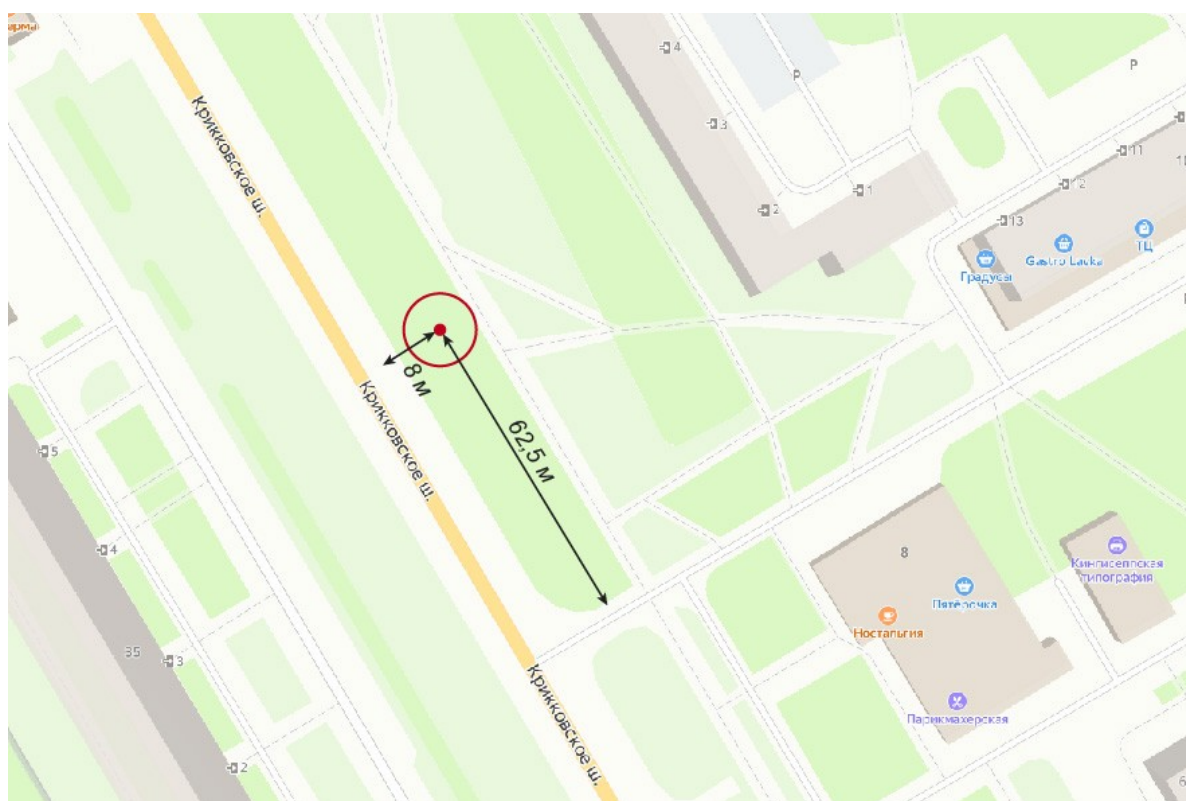 4
P
P
3
11
12
1
2
13
Крикковское ш.
ТЦ
Gastro Lavka
Градусы
8 м
62,5 м
Крикковское ш.
5
4
8
Кингисеппская
типография
Пятёрочка
Ностальгия
35
3
Крикковское ш.
Парикмахерская
2
6